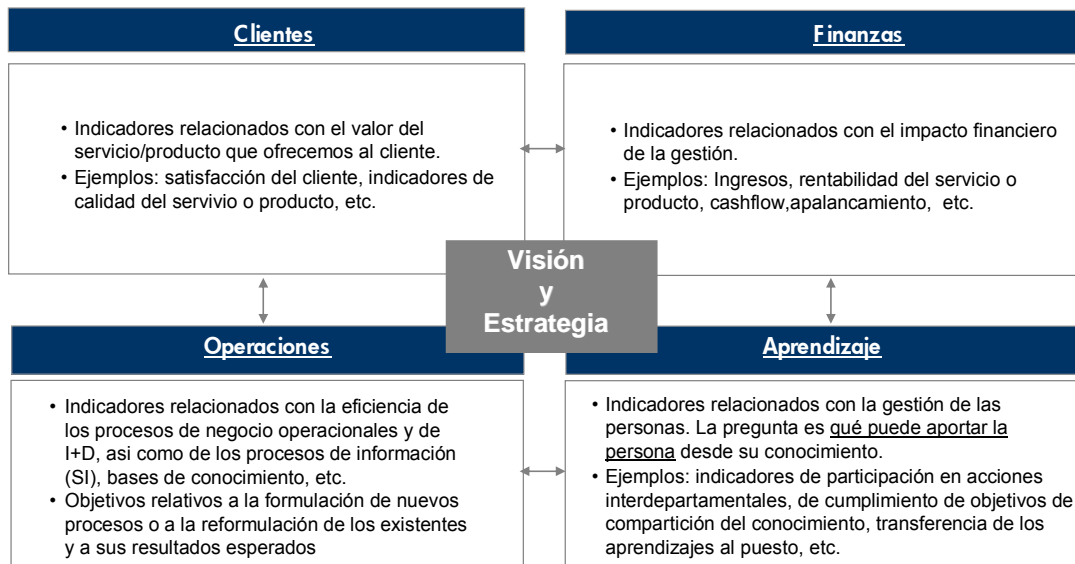 Clientes
• Indicadores relacionados con el valor del
servicio/producto que ofrecemos al cliente.
• Ejemplos: satisfacción del cliente, indicadores de
calidad del servivio o producto, etc.
Finanzas
• Indicadores relacionados con el impacto financiero
de la gestión.
• Ejemplos: Ingresos, rentabilidad del servicio o
producto, cashflow,apalancamiento, etc.
Visión
y
Estrategia
Operaciones
• Indicadores relacionados con la eficiencia de
los procesos de negocio operacionales y de
I+D, asi como de los procesos de información
(SI), bases de conocimiento, etc.
• Objetivos relativos a la formulación de nuevos
procesos o a la reformulación de los existentes
y a sus resultados esperados
Aprendizaje
• Indicadores relacionados con la gestión de las
personas. La pregunta es qué puede aportar la
persona desde su conocimiento.
• Ejemplos: indicadores de participación en acciones
interdepartamentales, de cumplimiento de objetivos de
compartición del conocimiento, transferencia de los
aprendizajes al puesto, etc.